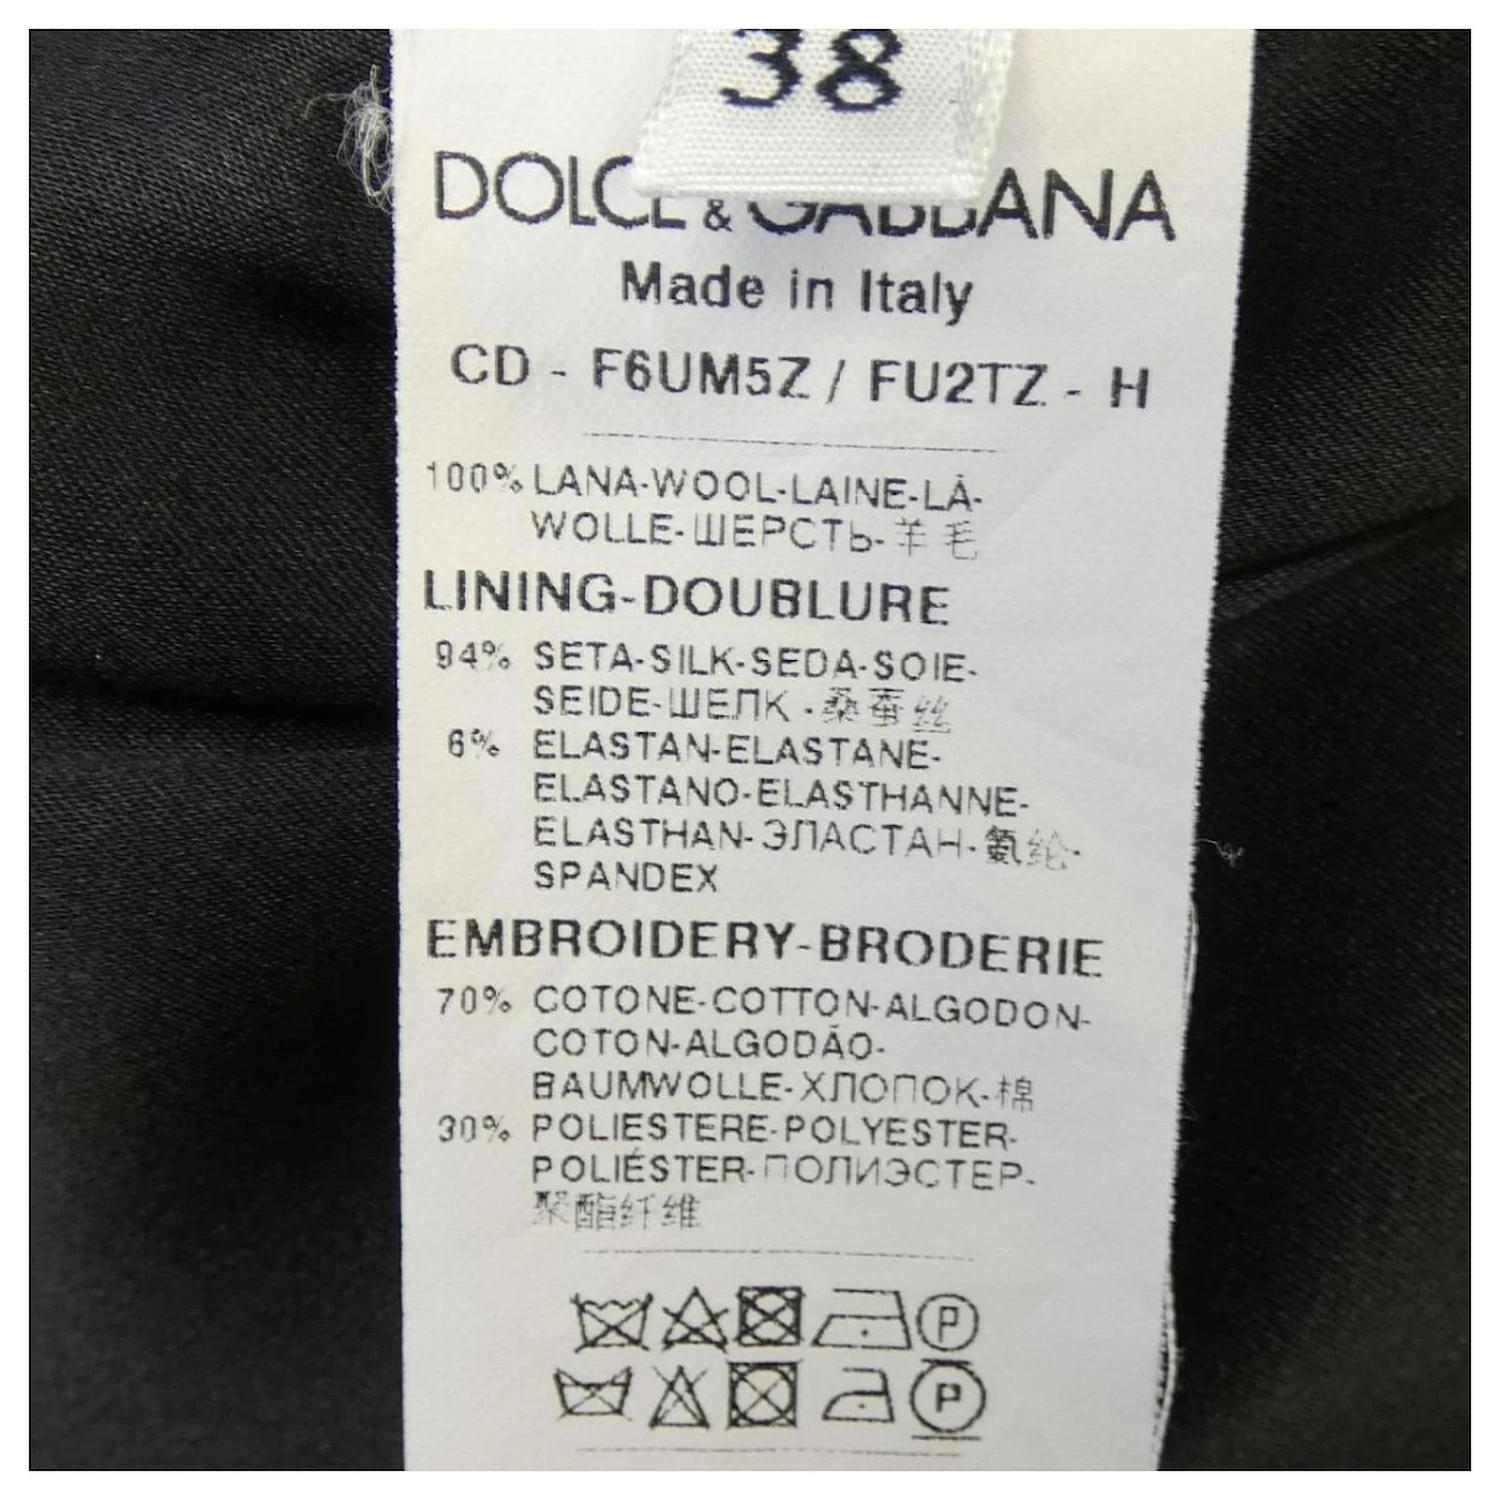 38
DOLCE & GABBANA
Made in Italy
CD - F6UM5Z / FU2TZ - H
100% LANA-WOOL-LAINE-LÃ-
WOLLE-ШЕРСТЬ-羊毛
LINING-DOUBLURE
94% SETA-SILK-SEDA-SOIE-
SEIDE-ШЕЛК-桑蚕丝
6% ELASTAN-ELASTANE-
ELASTANO-ELASTHANNE-
ELASTHAN-ЭЛАСТАН-氨纶-
SPANDEX
EMBROIDERY-BRODERIE
70% COTONE-COTTON-ALGODON-
COTON-ALGODÃO-
BAUMWOLLE-ХЛОПОК-棉
30% POLIESTERE-POLYESTER-
POLIÉSTER-ПОЛИЭСТЕР-
聚酯纤维
P
P